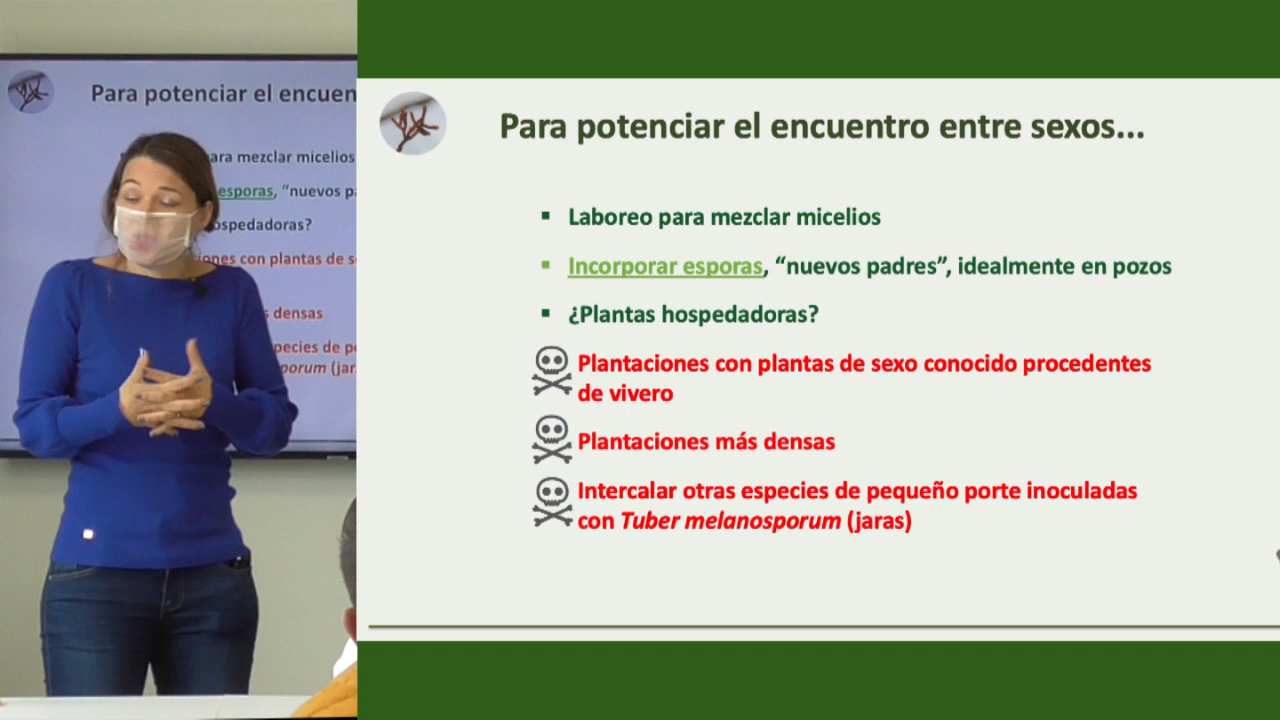 Para potenciar el encuen
ara mezclar micelios
esporas, “nuevos pa
ospedadoras?
iones con plantas de s
s densas
pecies de p
porum (jar
Para potenciar el encuentro entre sexos...
▪ Laboreo para mezclar micelios
▪ Incorporar esporas, “nuevos padres”, idealmente en pozos
▪ ¿Plantas hospedadoras?
Plantaciones con plantas de sexo conocido procedentes
de vivero
Plantaciones más densas
Intercalar otras especies de pequeño porte inoculadas
con Tuber melanosporum (jaras)